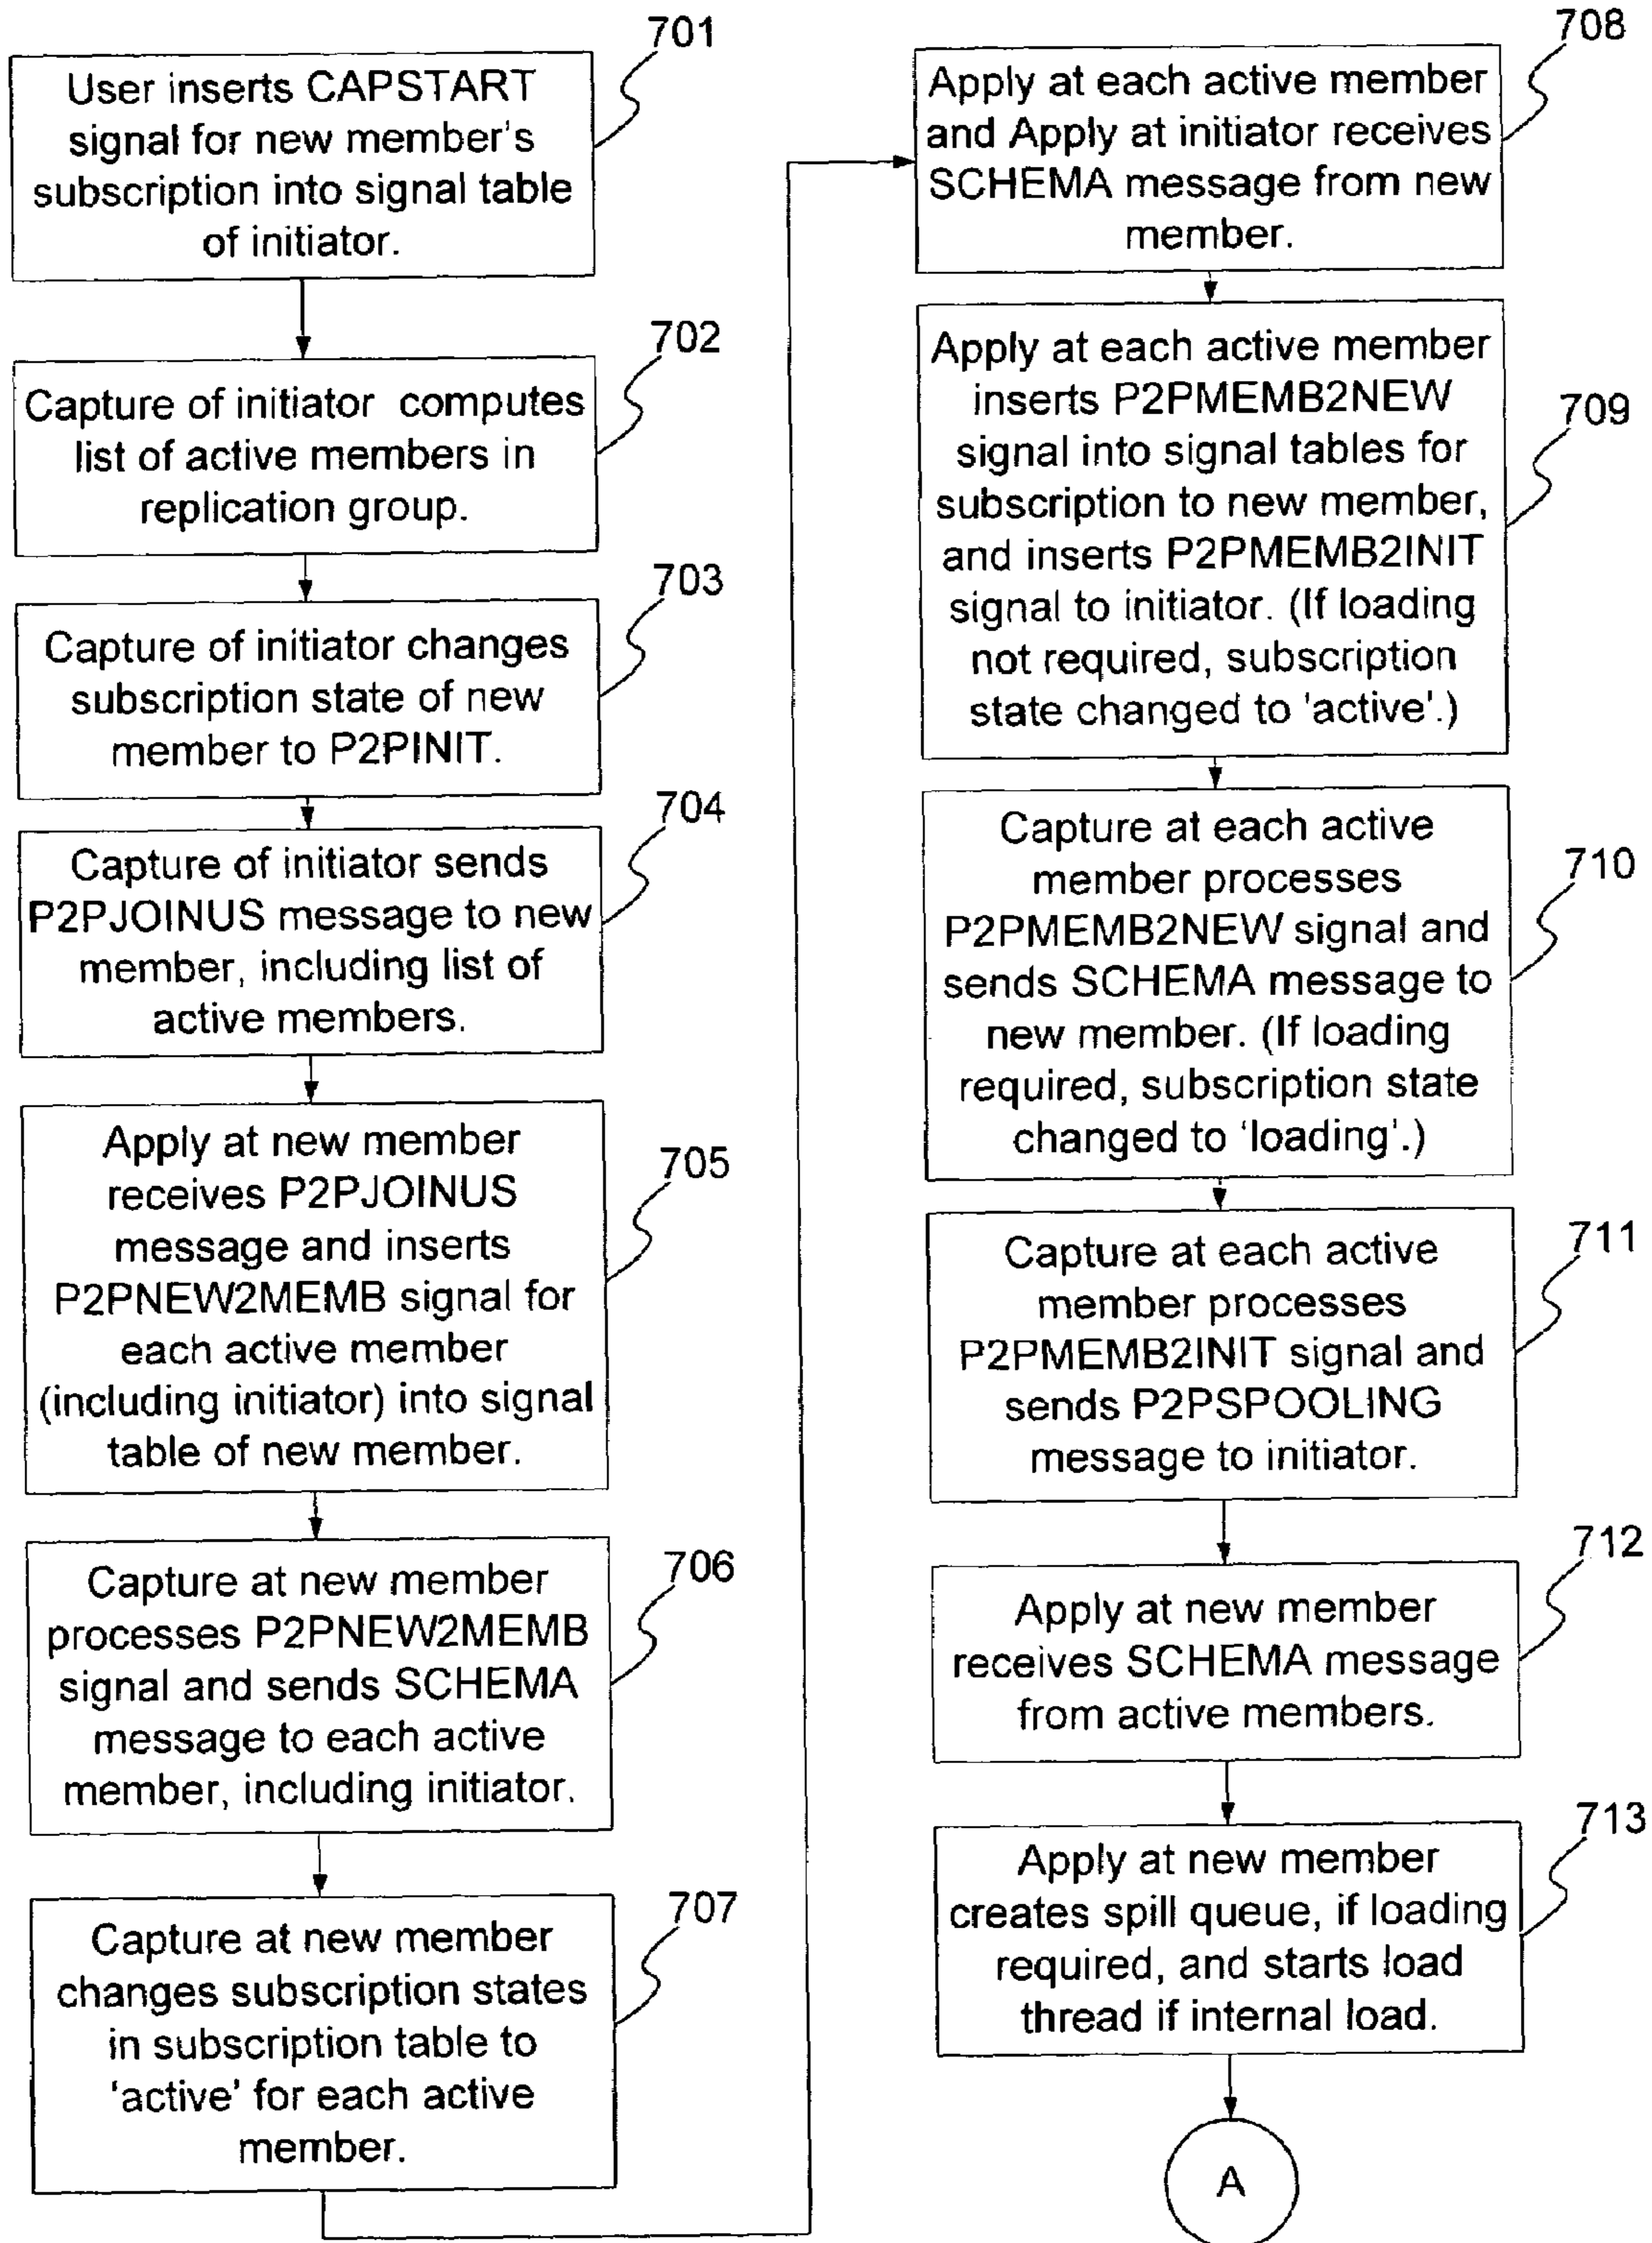 701
User inserts CAPSTART
signal for new member's
subscription into signal table
of initiator.
702
Capture of initiator computes
list of active members in
replication group.
703
Capture of initiator changes
subscription state of new
member to P2PINIT.
704
Capture of initiator sends
P2PJOINUS message to new
member, including list of
active members.
705
Apply at new member
receives P2PJOINUS
message and inserts
P2PNEW2MEMB signal for
each active member
(including initiator) into signal
table of new member.
706
Capture at new member
processes P2PNEW2MEMB
signal and sends SCHEMA
message to each active
member, including initiator.
707
Capture at new member
changes subscription states
in subscription table to
'active' for each active
member.
708
Apply at each active member
and Apply at initiator receives
SCHEMA message from new
member.
709
Apply at each active member
inserts P2PMEMB2NEW
signal into signal tables for
subscription to new member,
and inserts P2PMEMB2INIT
signal to initiator. (If loading
not required, subscription
state changed to 'active'.)
710
Capture at each active
member processes
P2PMEMB2NEW signal and
sends SCHEMA message to
new member. (If loading
required, subscription state
changed to 'loading'.)
711
Capture at each active
member processes
P2PMEMB2INIT signal and
sends P2PSPOOLING
message to initiator.
712
Apply at new member
receives SCHEMA message
from active members.
713
Apply at new member
creates spill queue, if loading
required, and starts load
thread if internal load.
A